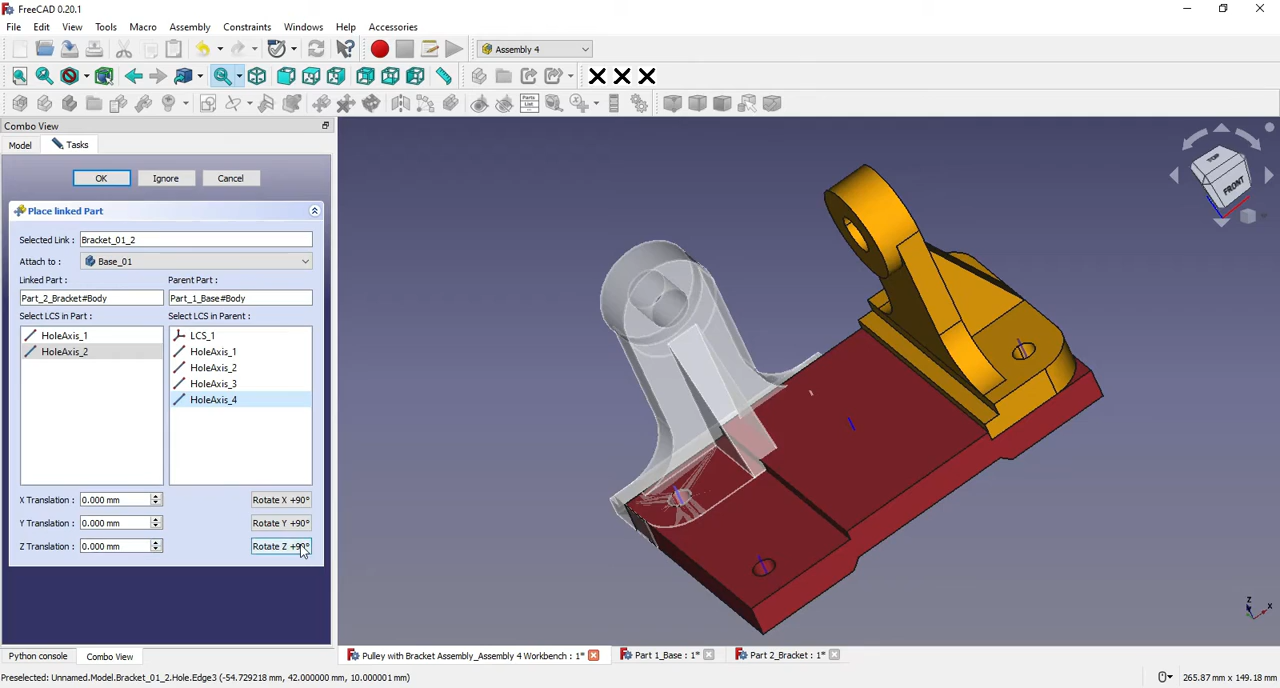 FreeCAD 0.20.1
File Edit View Tools Macro Assembly Constraints Windows Help Accessories
Assembly 4
Parts List
Combo View
Model Tasks
OK Ignore Cancel
Place linked Part
Selected Link : Bracket_01_2
Attach to : Base_01
Linked Part : Parent Part :
Part_2_Bracket#Body Part_1_Base#Body
Select LCS in Part : Select LCS in Parent :
HoleAxis_1 LCS_1
HoleAxis_2 HoleAxis_1
HoleAxis_2
HoleAxis_3
HoleAxis_4
X Translation : 0.000 mm Rotate X +90°
Y Translation : 0.000 mm Rotate Y +90°
Z Translation : 0.000 mm Rotate Z +90°
TOP
FRONT
Z
X
Python console Combo View
Pulley with Bracket Assembly_Assembly 4 Workbench : 1* Part 1_Base : 1* Part 2_Bracket : 1*
Preselected: Unnamed.Model.Bracket_01_2.Hole.Edge3 (-54.729218 mm, 42.000000 mm, 10.000001 mm) 265.87 mm x 149.18 mm